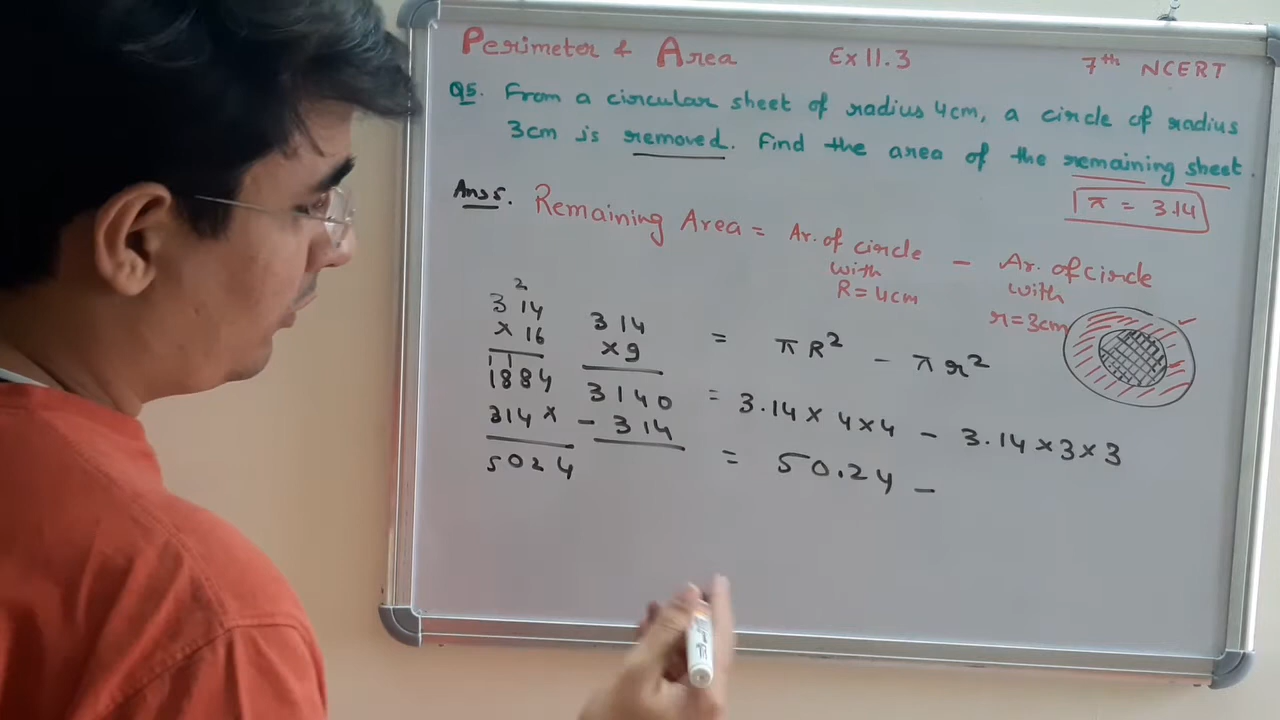 Perimeter & Area Ex 11.3 7th NCERT
Q5. From a circular sheet of radius 4cm, a circle of radius
3cm is removed. Find the area of the remaining sheet.
π = 3.14
Ans 5. Remaining Area = Ar. of circle with R = 4cm - Ar. of circle with r = 3cm
= πR² - πr²
= 3.14 × 4 × 4 - 3.14 × 3 × 3
= 50.24 -
2
314
× 16
11
1884
314×
5024
314
×9
3140
- 314